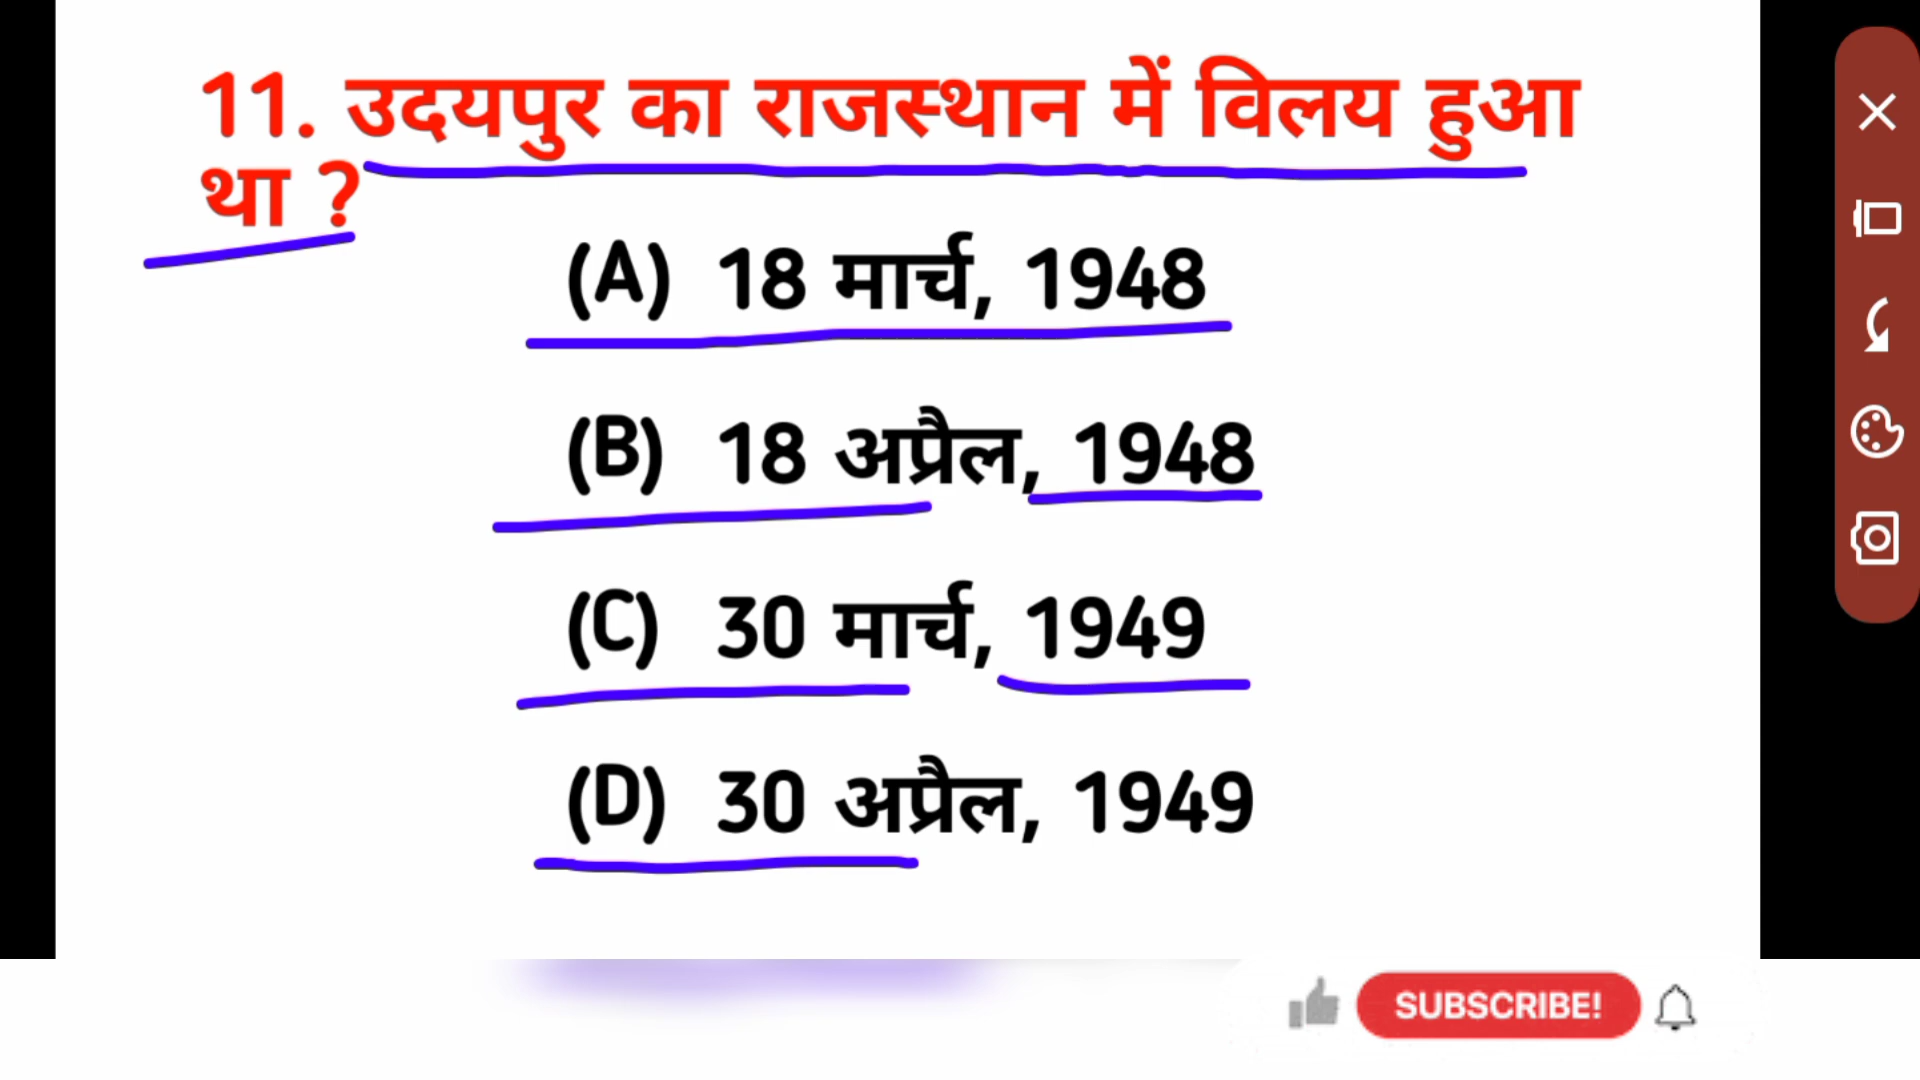 11. उदयपुर का राजस्थान में विलय हुआ
था ?
(A) 18 मार्च, 1948
(B) 18 अप्रैल, 1948
(C) 30 मार्च, 1949
(D) 30 अप्रैल, 1949
SUBSCRIBE!